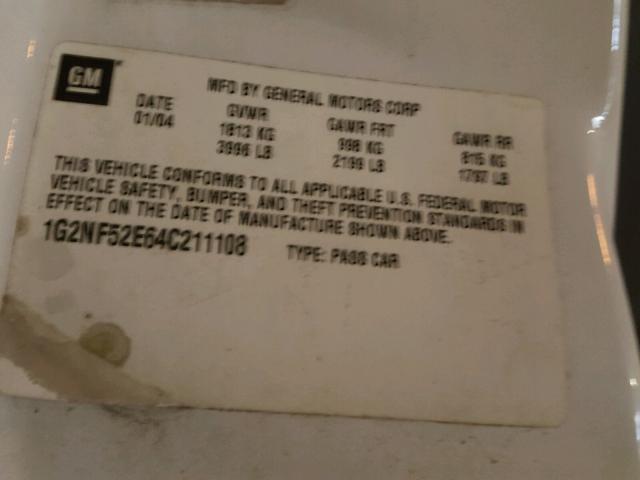 GM
MFD BY GENERAL MOTORS CORP
DATE GVWR GAWR FRT GAWR RR
01/04 1813 KG 998 KG 815 KG
3996 LB 2199 LB 1797 LB
THIS VEHICLE CONFORMS TO ALL APPLICABLE U.S. FEDERAL MOTOR
VEHICLE SAFETY, BUMPER, AND THEFT PREVENTION STANDARDS IN
EFFECT ON THE DATE OF MANUFACTURE SHOWN ABOVE.
1G2NF52E64C211108 TYPE: PASS CAR